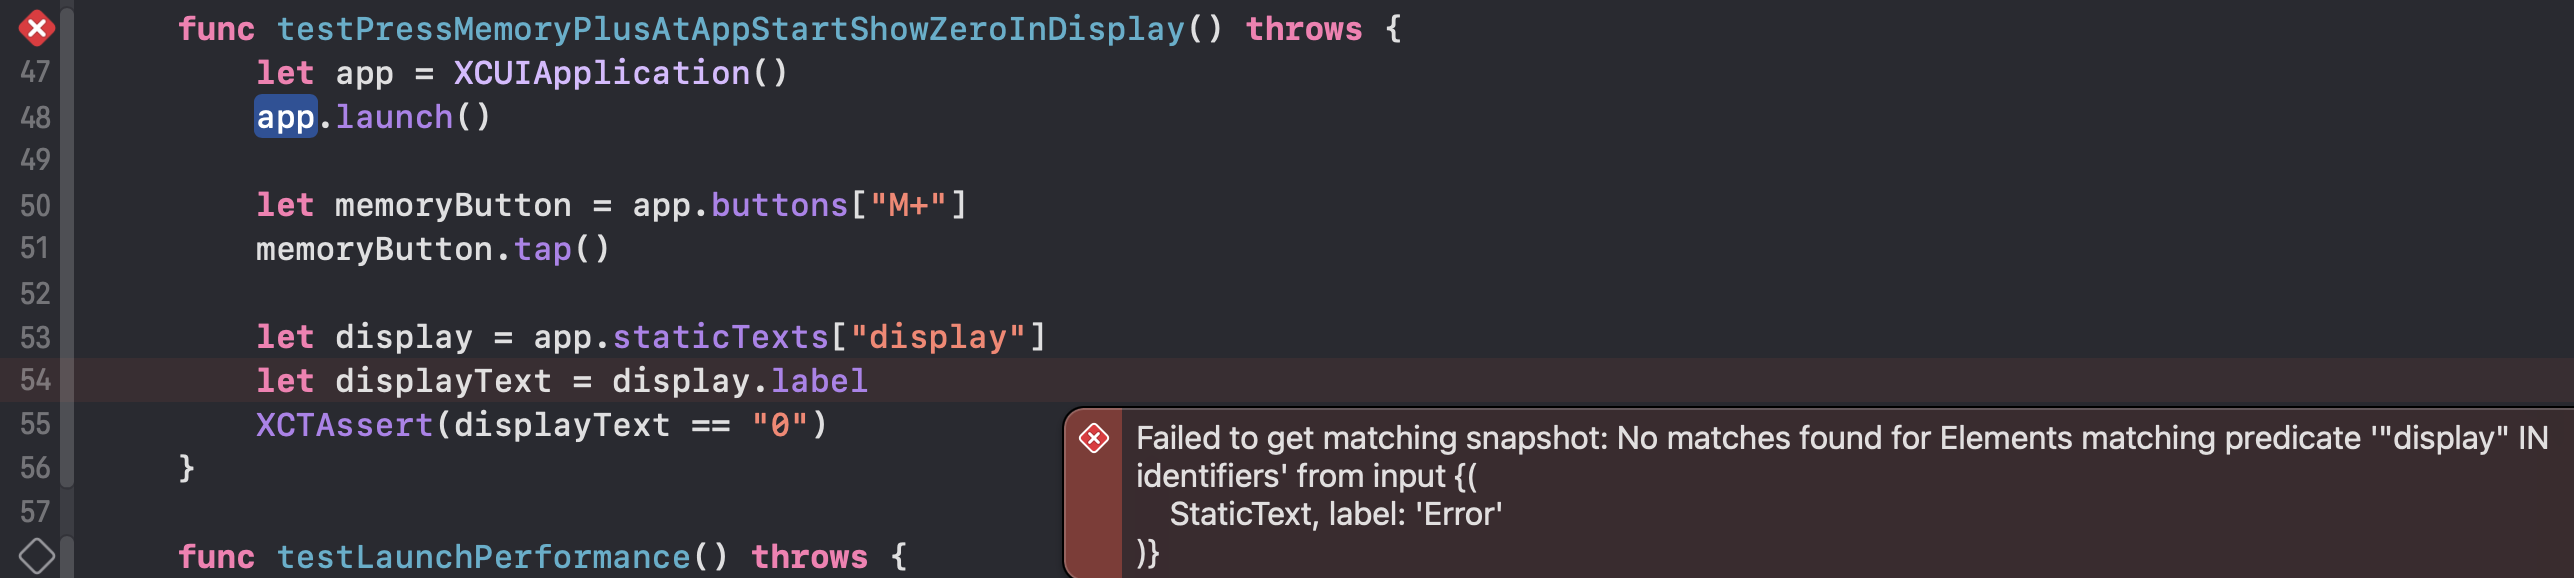 func testPressMemoryPlusAtAppStartShowZeroInDisplay() throws {
47 let app = XCUIApplication()
48 app.launch()
49
50 let memoryButton = app.buttons["M+"]
51 memoryButton.tap()
52
53 let display = app.staticTexts["display"]
54 let displayText = display.label
55 XCTAssert(displayText == "0")
Failed to get matching snapshot: No matches found for Elements matching predicate '"display" IN
identifiers' from input {(
StaticText, label: 'Error'
)}
56 }
57
func testLaunchPerformance() throws {